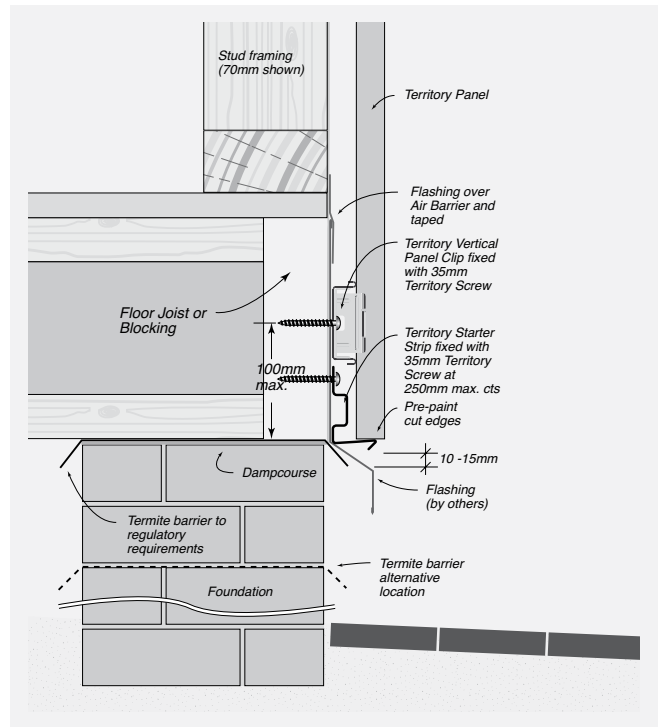 Stud framing
(70mm shown)
Territory Panel
Flashing over
Air Barrier and
taped
Territory Vertical
Panel Clip fixed
with 35mm
Territory Screw
Floor Joist or
Blocking
Territory Starter
Strip fixed with
35mm Territory
Screw at
250mm max. cts
100mm
max.
Pre-paint
cut edges
10 -15mm
Dampcourse
Flashing
(by others)
Termite barrier to
regulatory
requirements
Termite barrier
alternative
location
Foundation